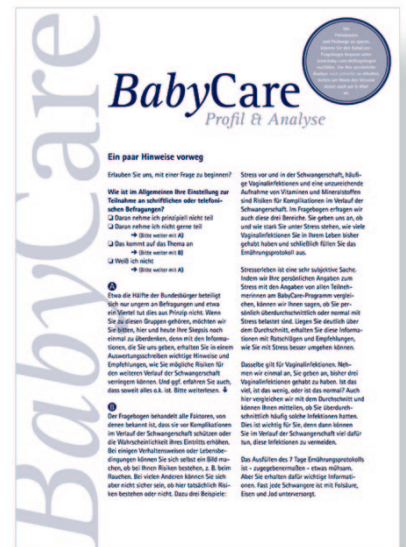 BabyCare
BabyCare
Profil & Analyse
Ein paar Hinweise vorweg
Erlauben Sie uns, mit einer Frage zu beginnen?
Wie ist im Allgemeinen Ihre Einstellung zur
Teilnahme an schriftlichen oder telefoni-
schen Befragungen?
❏ Daran nehme ich prinzipiell nicht teil
❏ Daran nehme ich nicht gerne teil
➔ (Bitte weiter mit A)
❏ Das kommt auf das Thema an
➔ (Bitte weiter mit B)
❏ Weiß ich nicht
➔ (Bitte weiter mit A)
A
Etwa die Hälfte der Bundesbürger beteiligt
sich nur ungern an Befragungen und etwa
ein Viertel tut dies aus Prinzip nicht. Wenn
Sie zu diesen Gruppen gehören, möchten wir
Sie bitten, hier und heute Ihre Skepsis noch
einmal zu überdenken, denn mit den Informa-
tionen, die Sie uns geben, erhalten Sie in einem
Auswertungsschreiben wichtige Hinweise und
Empfehlungen, wie Sie mögliche Risiken für
den weiteren Verlauf der Schwangerschaft
verringern können. Und ggf. erfahren Sie auch,
dass soweit alles o.k. ist. Bitte weiterlesen.
B
Der Fragebogen behandelt alle Faktoren, von
denen bekannt ist, dass sie vor Komplikationen
im Verlauf der Schwangerschaft schützen oder
die Wahrscheinlichkeit ihres Eintritts erhöhen.
Bei einigen Verhaltensweisen oder Lebensbe-
dingungen können Sie sich selbst ein Bild ma-
chen, ob bei Ihnen Risiken bestehen, z. B. beim
Rauchen. Bei vielen Anderen können Sie sich
aber nicht sicher sein, ob hier tatsächlich Risi-
ken bestehen oder nicht. Dazu drei Beispiele:
Stress vor und in der Schwangerschaft, häufi-
ge Vaginalinfektionen und eine unzureichende
Aufnahme von Vitaminen und Mineralstoffen
sind Risiken für Komplikationen im Verlauf der
Schwangerschaft. Im Fragebogen erfragen wir
auch diese drei Bereiche. Sie geben uns an, ob
und wie stark Sie unter Stress stehen, wie viele
Vaginalinfektionen Sie in Ihrem Leben bisher
gehabt haben und schließlich füllen Sie das
Ernährungsprotokoll aus.
Stresserleben ist eine sehr subjektive Sache.
Indem wir Ihre persönlichen Angaben zum
Stress mit den Angaben von allen Teilneh-
merinnen am BabyCare-Programm verglei-
chen, können wir Ihnen sagen, ob Sie per-
sönlich überdurchschnittlich oder normal mit
Stress belastet sind. Liegen Sie deutlich über
dem Durchschnitt, erhalten Sie diese Informa-
tionen mit Ratschlägen und Empfehlungen,
wie Sie mit Stress besser umgehen können.
Dasselbe gilt für Vaginalinfektionen. Neh-
men wir einmal an, Sie geben an, bisher drei
Vaginalinfektionen gehabt zu haben. Ist das
viel, ist das wenig, oder ist das normal? Auch
hier vergleichen wir mit dem Durchschnitt und
können Ihnen mitteilen, ob Sie überdurch-
schnittlich häufig solche Infektionen hatten.
Dies ist wichtig für Sie, denn dann können
Sie im Verlauf der Schwangerschaft viel dafür
tun, diese Infektionen zu vermeiden.
Das Ausfüllen des 7 Tage Ernährungsprotokolls
ist - zugegebenermaßen - etwas mühsam.
Aber Sie erhalten dafür wichtige Informati-
onen. Fast jede Schwangere ist mit Folsäure,
Eisen und Jod unterversorgt.